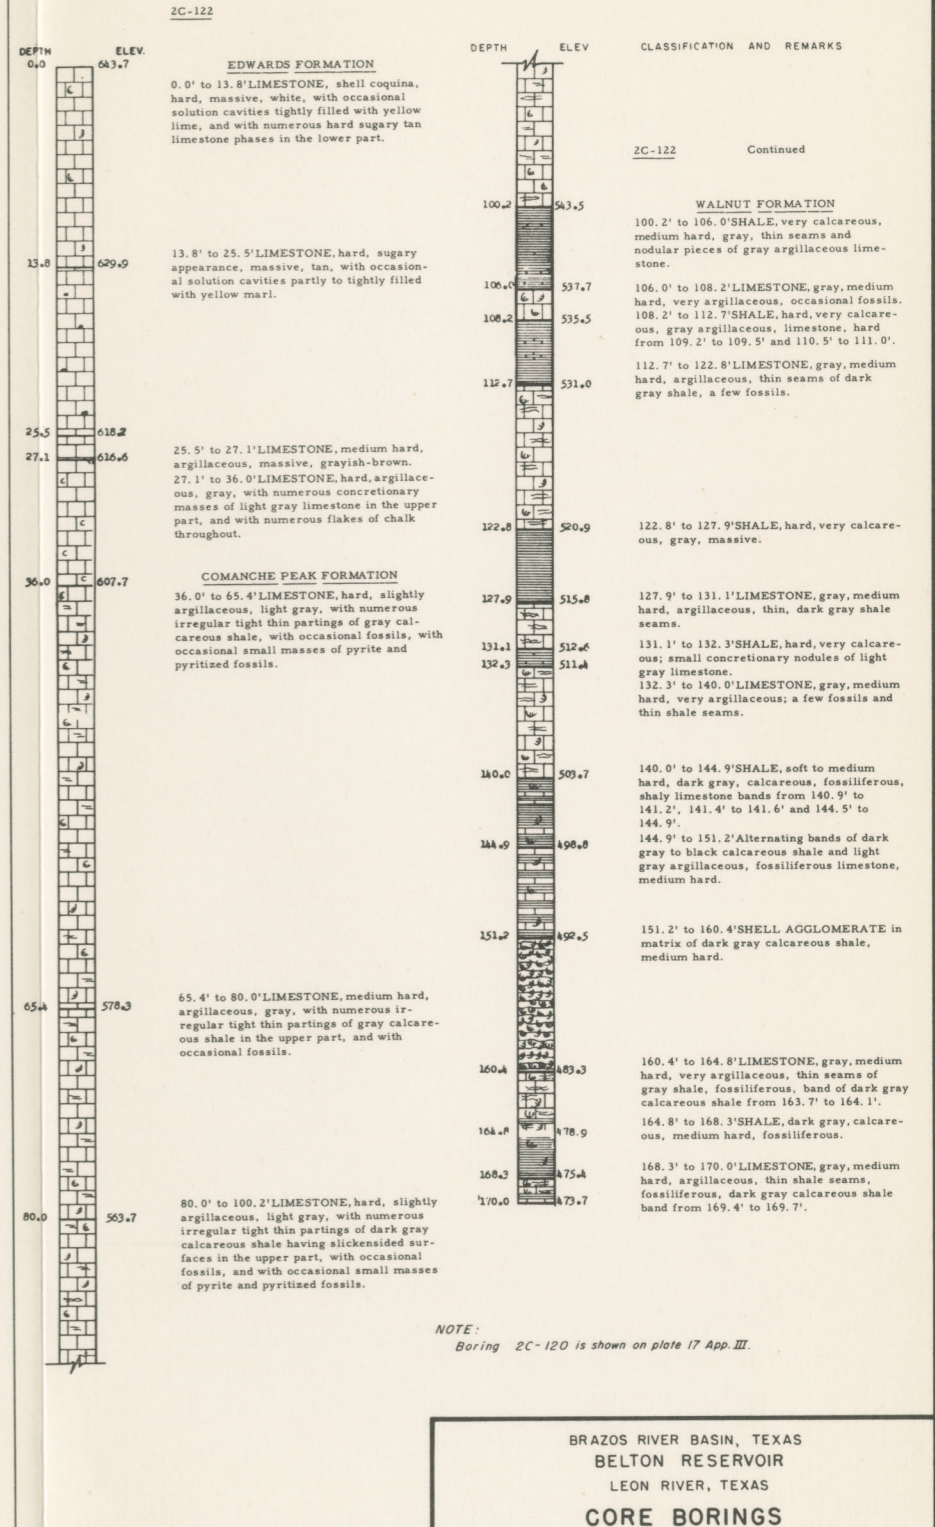 2C-122
DEPTH ELEV.
0.0 643.7
EDWARDS FORMATION
0.0' to 13.8'LIMESTONE, shell coquina,
hard, massive, white, with occasional
solution cavities tightly filled with yellow
lime, and with numerous hard sugary tan
limestone phases in the lower part.
13.8 629.9
13.8' to 25.5'LIMESTONE, hard, sugary
appearance, massive, tan, with occasion-
al solution cavities partly to tightly filled
with yellow marl.
25.5 618.2
27.1 616.6
25.5' to 27.1'LIMESTONE, medium hard,
argillaceous, massive, grayish-brown.
27.1' to 36.0'LIMESTONE, hard, argillace-
ous, gray, with numerous concretionary
masses of light gray limestone in the upper
part, and with numerous flakes of chalk
throughout.
36.0 607.7
COMANCHE PEAK FORMATION
36.0' to 65.4'LIMESTONE, hard, slightly
argillaceous, light gray, with numerous
irregular tight thin partings of gray cal-
careous shale, with occasional fossils, with
occasional small masses of pyrite and
pyritized fossils.
65.4 578.3
65.4' to 80.0'LIMESTONE, medium hard,
argillaceous, gray, with numerous ir-
regular tight thin partings of gray calcare-
ous shale in the upper part, and with
occasional fossils.
80.0 563.7
80.0' to 100.2'LIMESTONE, hard, slightly
argillaceous, light gray, with numerous
irregular tight thin partings of dark gray
calcareous shale having slickensided sur-
faces in the upper part, with occasional
fossils, and with occasional small masses
of pyrite and pyritized fossils.
DEPTH ELEV CLASSIFICATION AND REMARKS
2C-122 Continued
100.2 543.5
WALNUT FORMATION
100.2' to 106.0'SHALE, very calcareous,
medium hard, gray, thin seams and
nodular pieces of gray argillaceous lime-
stone.
106.0 537.7
106.0' to 108.2'LIMESTONE, gray, medium
hard, very argillaceous, occasional fossils.
108.2 535.5
108.2' to 112.7'SHALE, hard, very calcare-
ous, gray argillaceous, limestone, hard
from 109.2' to 109.5' and 110.5' to 111.0'.
112.7 531.0
112.7' to 122.8'LIMESTONE, gray, medium
hard, argillaceous, thin seams of dark
gray shale, a few fossils.
122.8 520.9
122.8' to 127.9'SHALE, hard, very calcare-
ous, gray, massive.
127.9 515.8
127.9' to 131.1'LIMESTONE, gray, medium
hard, argillaceous, thin, dark gray shale
seams.
131.1 512.6
131.1' to 132.3'SHALE, hard, very calcare-
ous; small concretionary nodules of light
gray limestone.
132.3 511.4
132.3' to 140.0'LIMESTONE, gray, medium
hard, very argillaceous; a few fossils and
thin shale seams.
140.0 503.7
140.0' to 144.9'SHALE, soft to medium
hard, dark gray, calcareous, fossiliferous,
shaly limestone bands from 140.9' to
141.2', 141.4' to 141.6' and 144.5' to
144.9'.
144.9 498.8
144.9' to 151.2'Alternating bands of dark
gray to black calcareous shale and light
gray argillaceous, fossiliferous limestone,
medium hard.
151.2 492.5
151.2' to 160.4'SHELL AGGLOMERATE in
matrix of dark gray calcareous shale,
medium hard.
160.4 483.3
160.4' to 164.8'LIMESTONE, gray, medium
hard, very argillaceous, thin seams of
gray shale, fossiliferous, band of dark gray
calcareous shale from 163.7' to 164.1'.
164.8 478.9
164.8' to 168.3'SHALE, dark gray, calcare-
ous, medium hard, fossiliferous.
168.3 475.4
168.3' to 170.0'LIMESTONE, gray, medium
hard, argillaceous, thin shale seams,
fossiliferous, dark gray calcareous shale
band from 169.4' to 169.7'.
170.0 473.7
NOTE:
Boring 2C-120 is shown on plate 17 App. III.
BRAZOS RIVER BASIN, TEXAS
BELTON RESERVOIR
LEON RIVER, TEXAS
CORE BORINGS